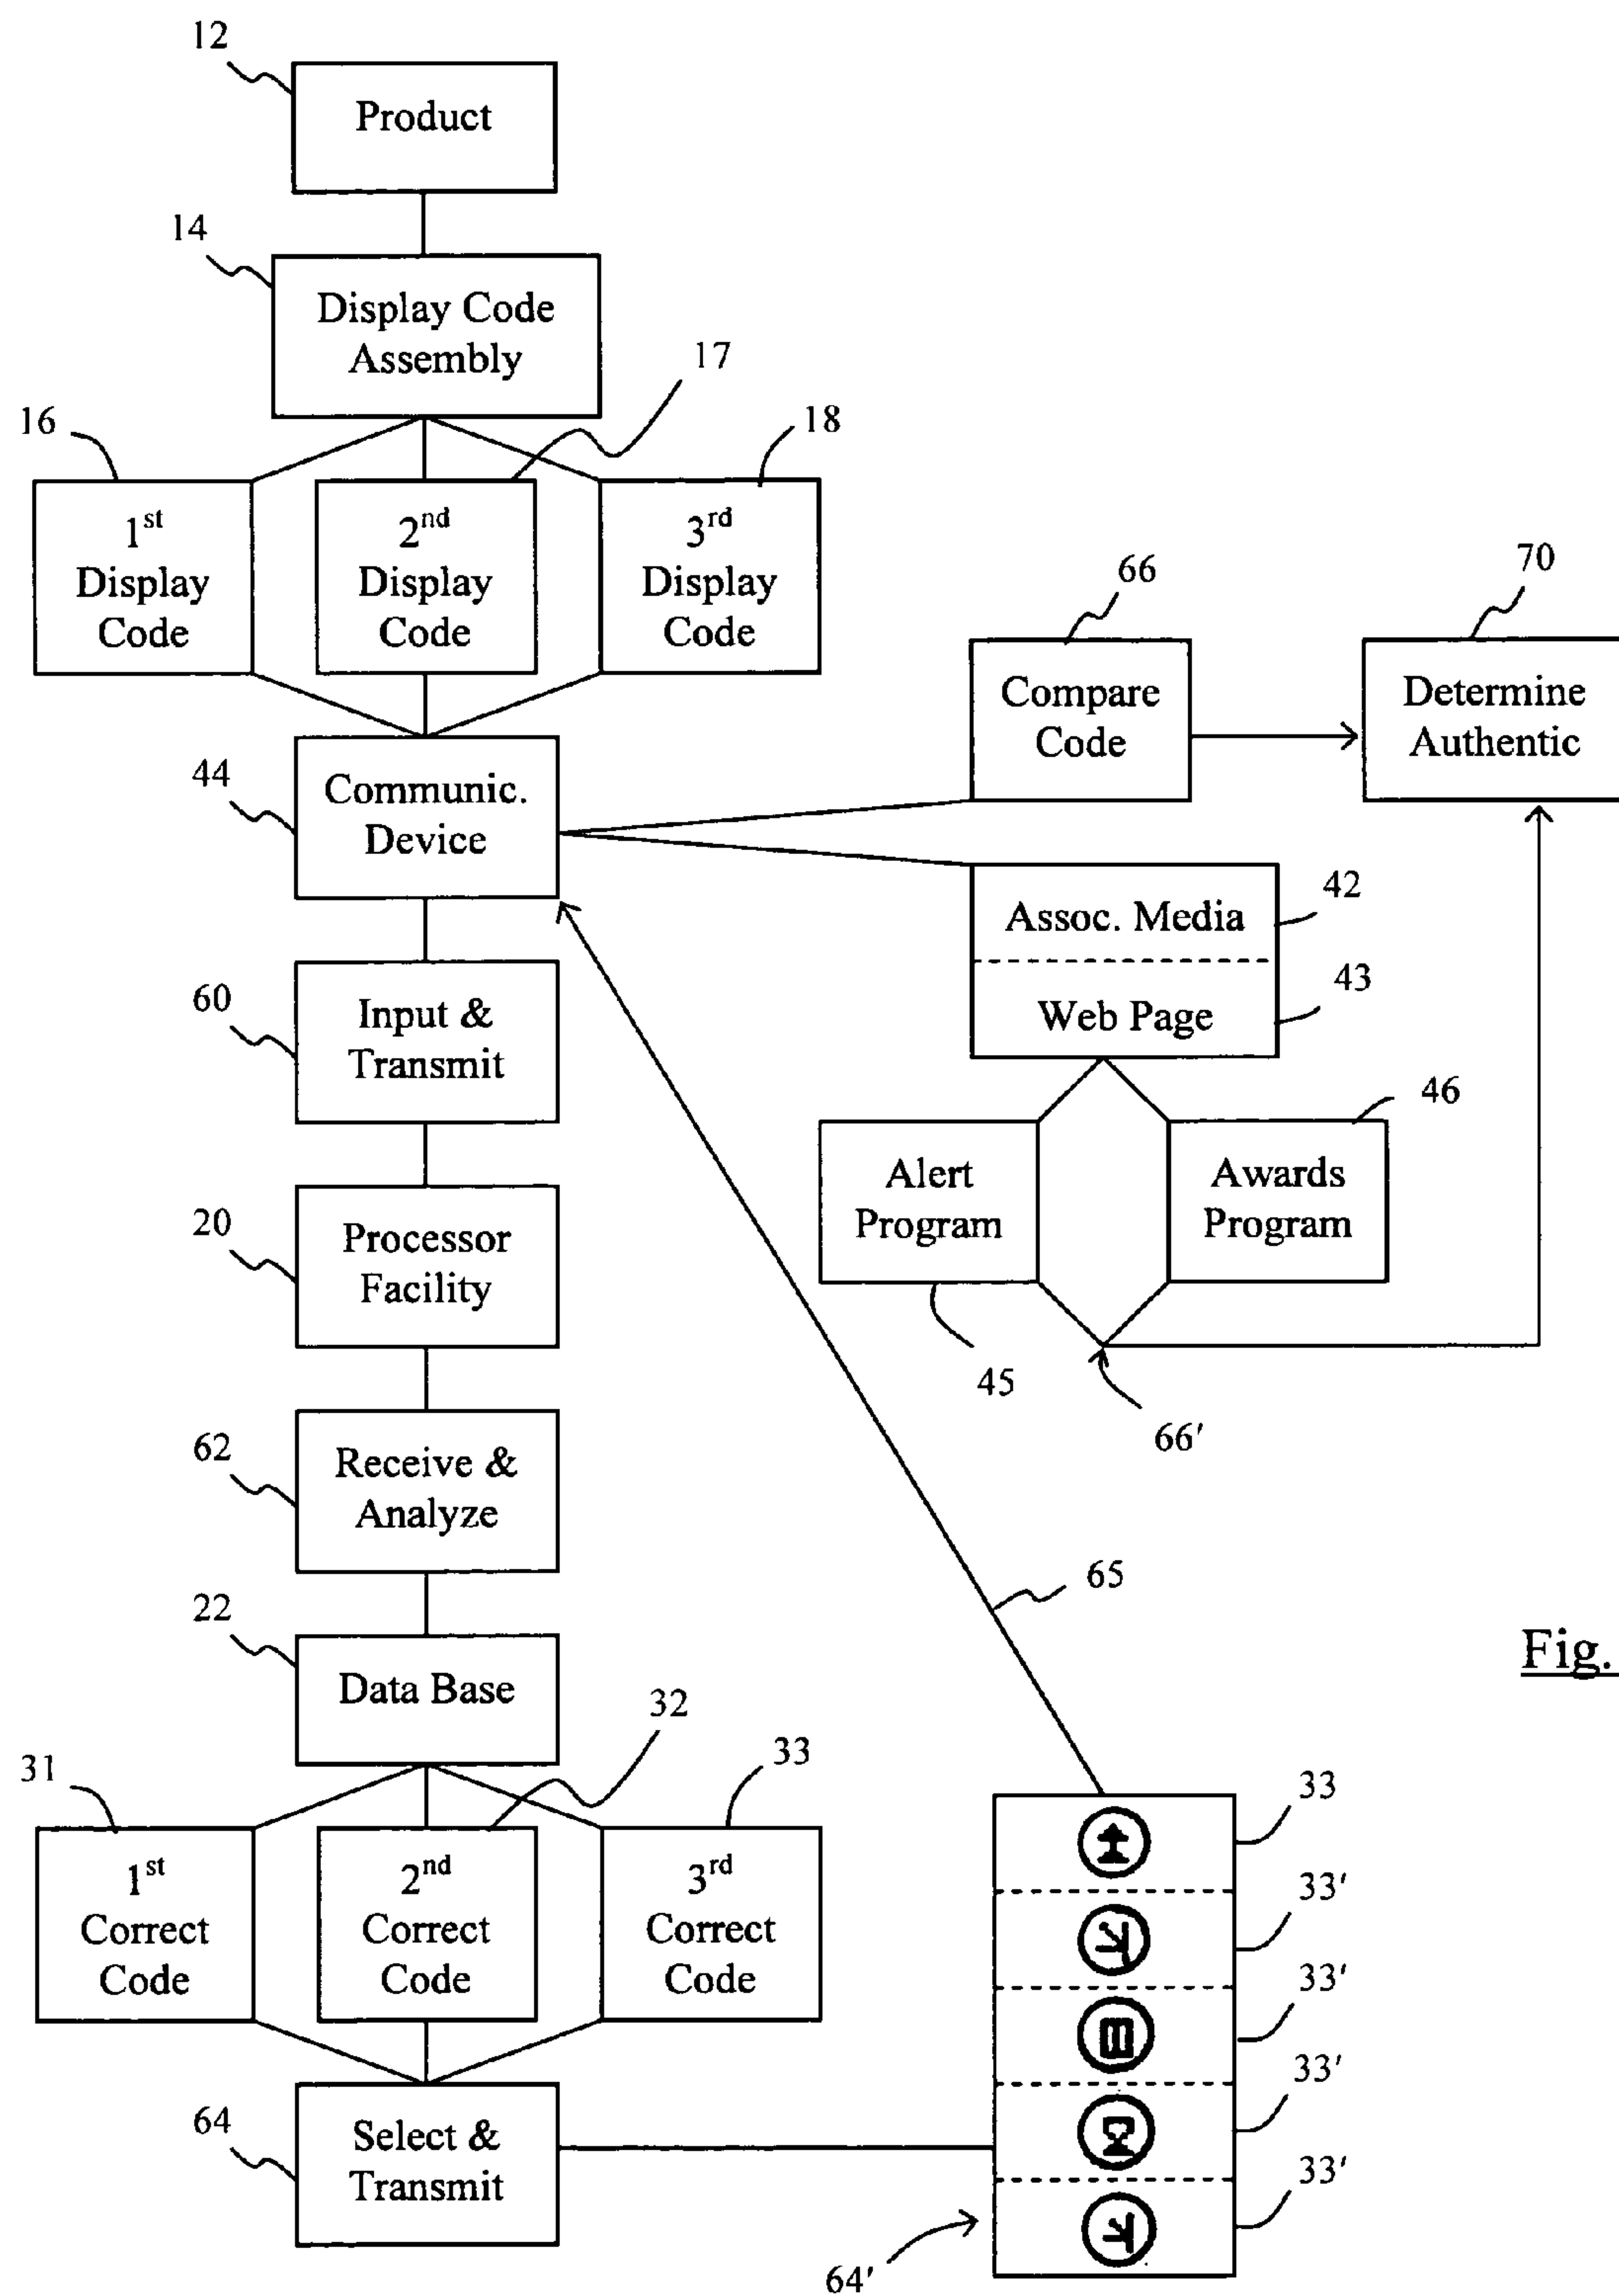 12
Product
14
Display Code
Assembly
17
16
18
1st
Display
Code
2nd
Display
Code
3rd
Display
Code
66
70
Compare
Code
Determine
Authentic
44
Communic.
Device
42
Assoc. Media
43
Web Page
60
Input &
Transmit
46
Alert
Program
Awards
Program
45
66'
20
Processor
Facility
62
Receive &
Analyze
65
22
Data Base
Fig.
32
31
33
1st
Correct
Code
2nd
Correct
Code
3rd
Correct
Code
33
33'
33'
33'
33'
64
Select &
Transmit
64'